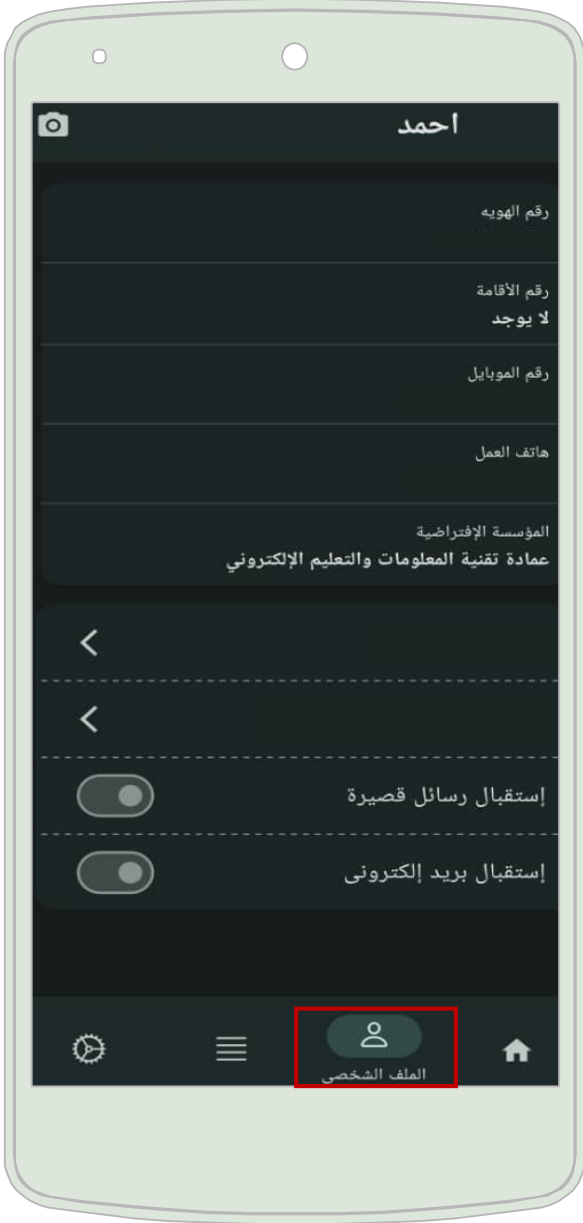 احمد
رقم الهويه
رقم الأقامة
لا يوجد
رقم الموبايل
هاتف العمل
المؤسسة الإفتراضية
عمادة تقنية المعلومات والتعليم الإلكتروني
إستقبال رسائل قصيرة
إستقبال بريد إلكترونى
الملف الشخصى